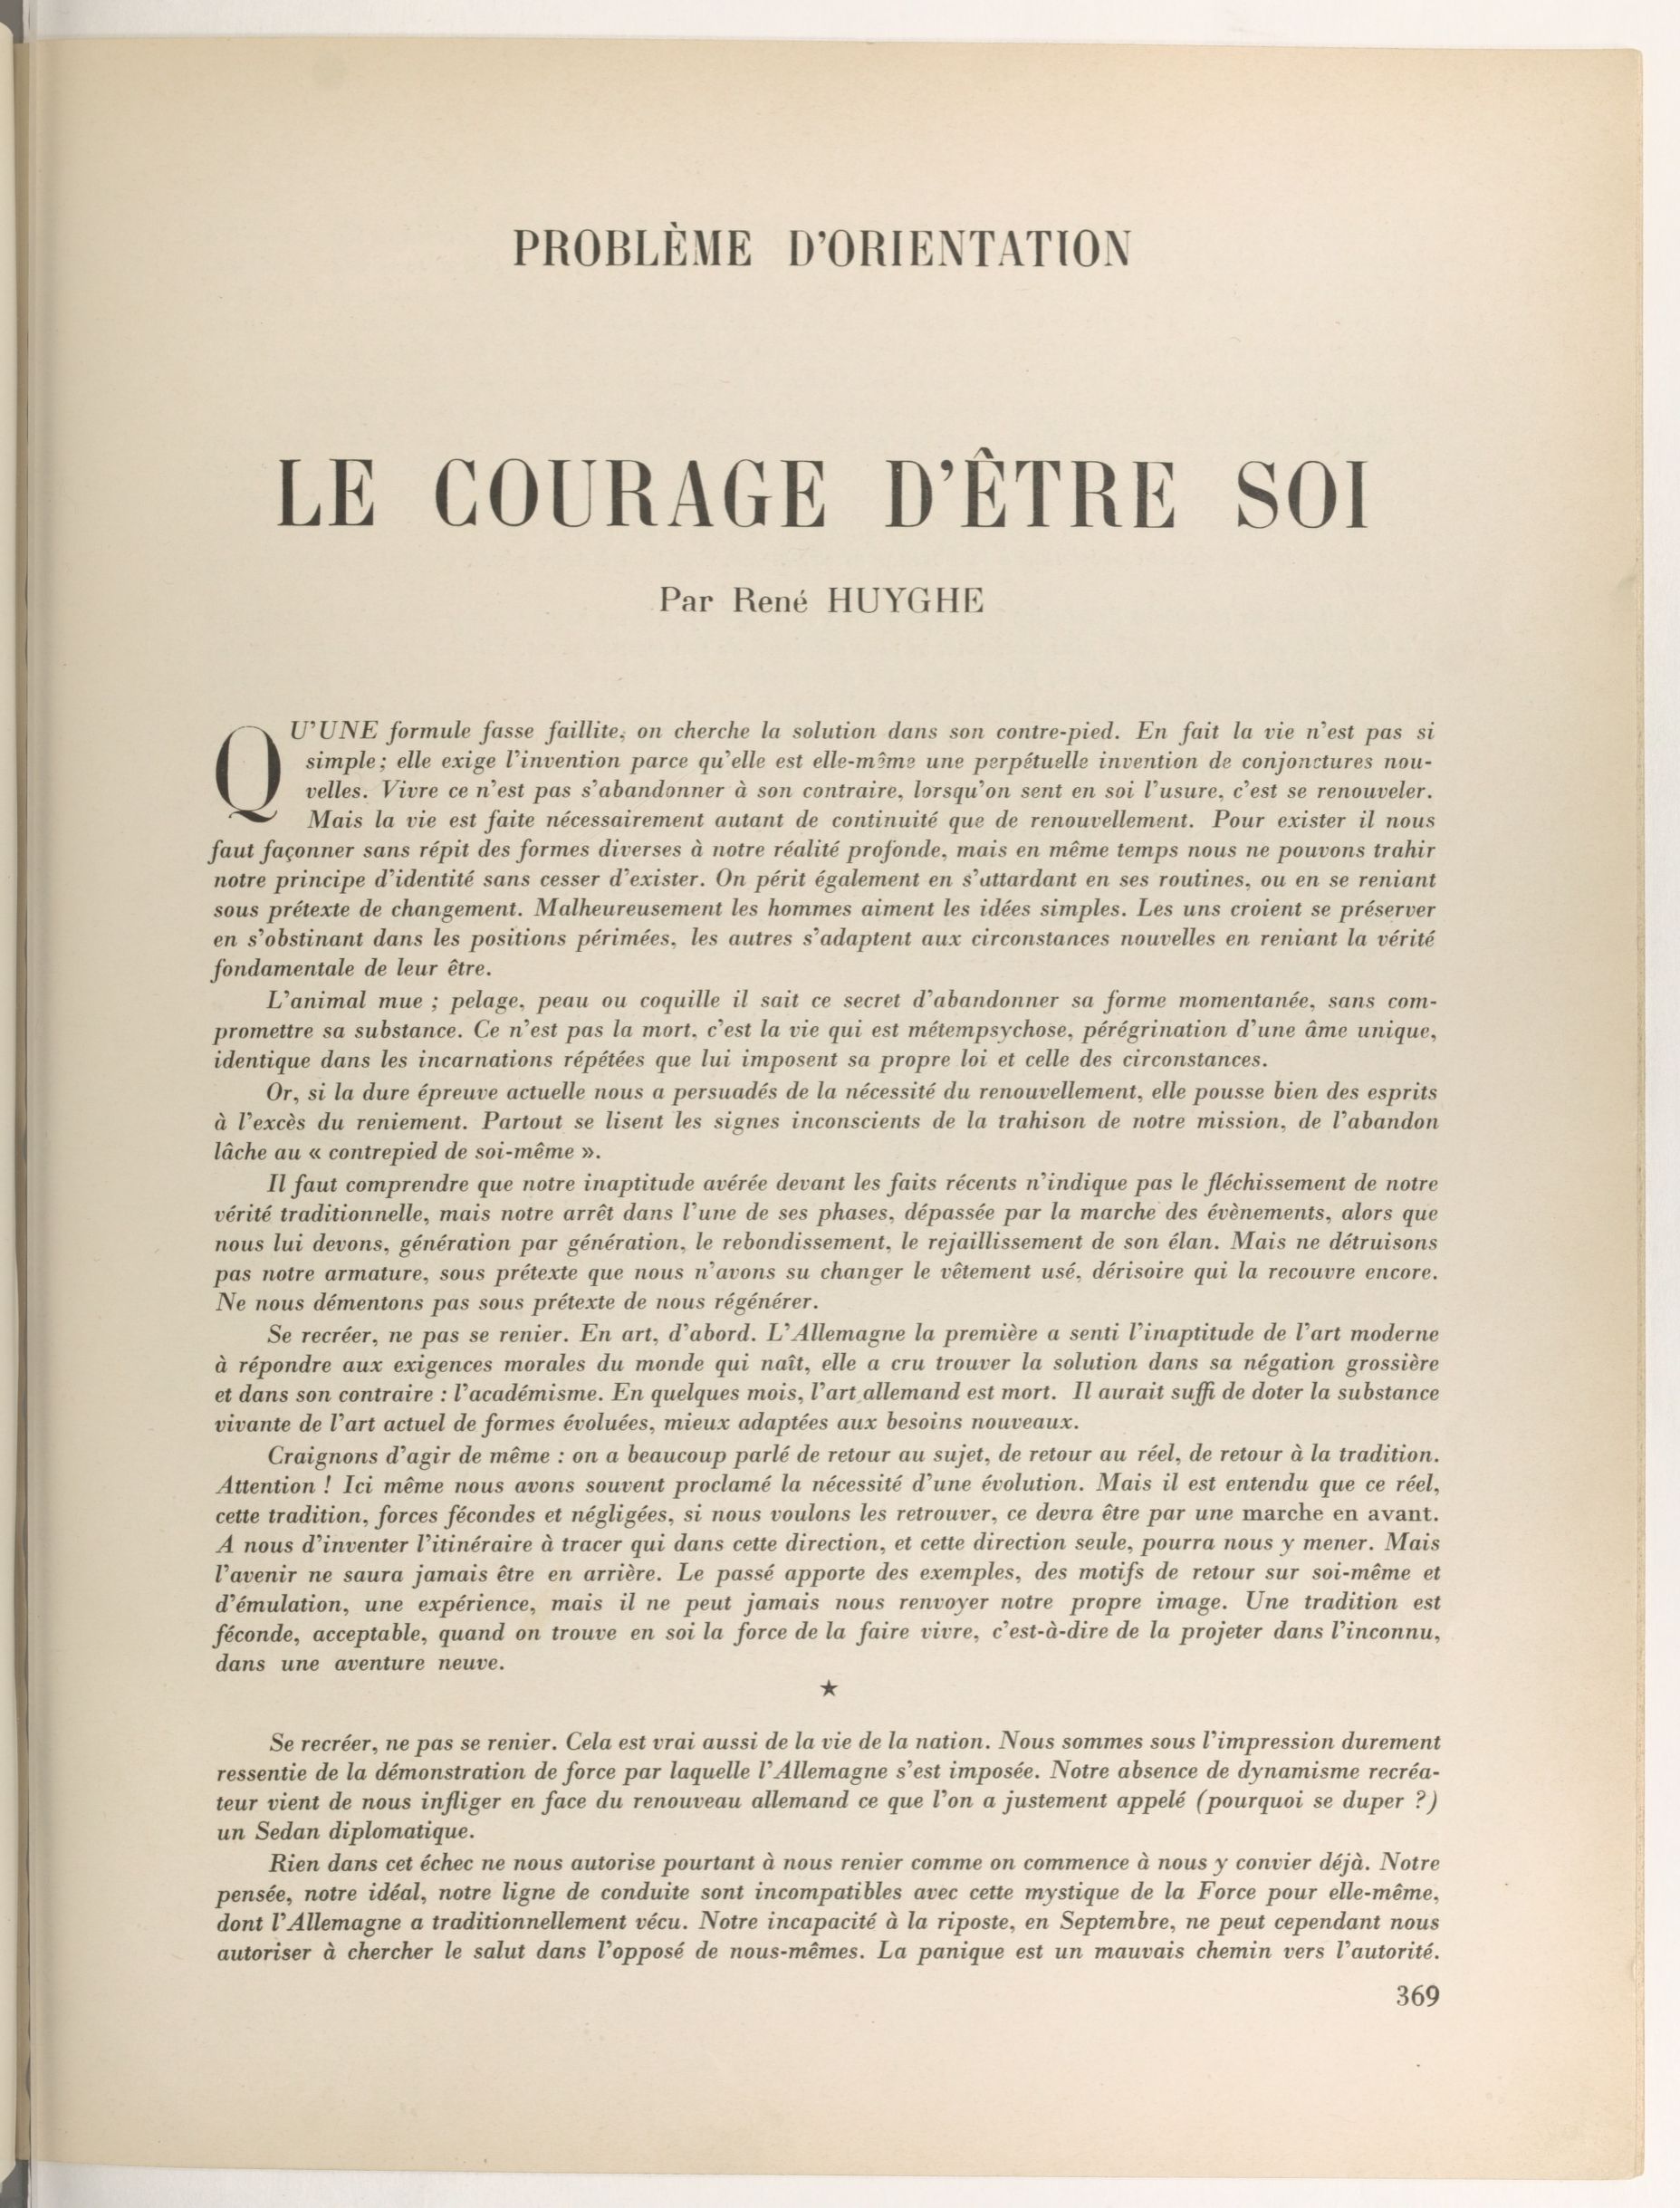 PROBLÈME D'ORIENTATION
LE COURAGE D'ÊTRE SOI
Par René HUYGHE
QU'UNE formule fasse faillite, on cherche la solution dans son contre-pied. En fait la vie n'est pas si
simple ; elle exige l'invention parce qu'elle est elle-même une perpétuelle invention de conjonctures nou-
velles. Vivre ce n'est pas s'abandonner à son contraire, lorsqu'on sent en soi l'usure, c'est se renouveler.
Mais la vie est faite nécessairement autant de continuité que de renouvellement. Pour exister il nous
faut façonner sans répit des formes diverses à notre réalité profonde, mais en même temps nous ne pouvons trahir
notre principe d'identité sans cesser d'exister. On périt également en s'attardant en ses routines, ou en se reniant
sous prétexte de changement. Malheureusement les hommes aiment les idées simples. Les uns croient se préserver
en s'obstinant dans les positions périmées, les autres s'adaptent aux circonstances nouvelles en reniant la vérité
fondamentale de leur être.
L'animal mue ; pelage, peau ou coquille il sait ce secret d'abandonner sa forme momentanée, sans com-
promettre sa substance. Ce n'est pas la mort, c'est la vie qui est métempsychose, pérégrination d'une âme unique,
identique dans les incarnations répétées que lui imposent sa propre loi et celle des circonstances.
Or, si la dure épreuve actuelle nous a persuadés de la nécessité du renouvellement, elle pousse bien des esprits
à l'excès du reniement. Partout se lisent les signes inconscients de la trahison de notre mission, de l'abandon
lâche au « contrepied de soi-même ».
Il faut comprendre que notre inaptitude avérée devant les faits récents n'indique pas le fléchissement de notre
vérité traditionnelle, mais notre arrêt dans l'une de ses phases, dépassée par la marche des évènements, alors que
nous lui devons, génération par génération, le rebondissement, le rejaillissement de son élan. Mais ne détruisons
pas notre armature, sous prétexte que nous n'avons su changer le vêtement usé, dérisoire qui la recouvre encore.
Ne nous démentons pas sous prétexte de nous régénérer.
Se recréer, ne pas se renier. En art, d'abord. L'Allemagne la première a senti l'inaptitude de l'art moderne
à répondre aux exigences morales du monde qui naît, elle a cru trouver la solution dans sa négation grossière
et dans son contraire : l'académisme. En quelques mois, l'art allemand est mort. Il aurait suffi de doter la substance
vivante de l'art actuel de formes évoluées, mieux adaptées aux besoins nouveaux.
Craignons d'agir de même : on a beaucoup parlé de retour au sujet, de retour au réel, de retour à la tradition.
Attention ! Ici même nous avons souvent proclamé la nécessité d'une évolution. Mais il est entendu que ce réel,
cette tradition, forces fécondes et négligées, si nous voulons les retrouver, ce devra être par une marche en avant.
A nous d'inventer l'itinéraire à tracer qui dans cette direction, et cette direction seule, pourra nous y mener. Mais
l'avenir ne saura jamais être en arrière. Le passé apporte des exemples, des motifs de retour sur soi-même et
d'émulation, une expérience, mais il ne peut jamais nous renvoyer notre propre image. Une tradition est
féconde, acceptable, quand on trouve en soi la force de la faire vivre, c'est-à-dire de la projeter dans l'inconnu,
dans une aventure neuve.
★
Se recréer, ne pas se renier. Cela est vrai aussi de la vie de la nation. Nous sommes sous l'impression durement
ressentie de la démonstration de force par laquelle l'Allemagne s'est imposée. Notre absence de dynamisme recréa-
teur vient de nous infliger en face du renouveau allemand ce que l'on a justement appelé (pourquoi se duper ?)
un Sedan diplomatique.
Rien dans cet échec ne nous autorise pourtant à nous renier comme on commence à nous y convier déjà. Notre
pensée, notre idéal, notre ligne de conduite sont incompatibles avec cette mystique de la Force pour elle-même,
dont l'Allemagne a traditionnellement vécu. Notre incapacité à la riposte, en Septembre, ne peut cependant nous
autoriser à chercher le salut dans l'opposé de nous-mêmes. La panique est un mauvais chemin vers l'autorité.
369